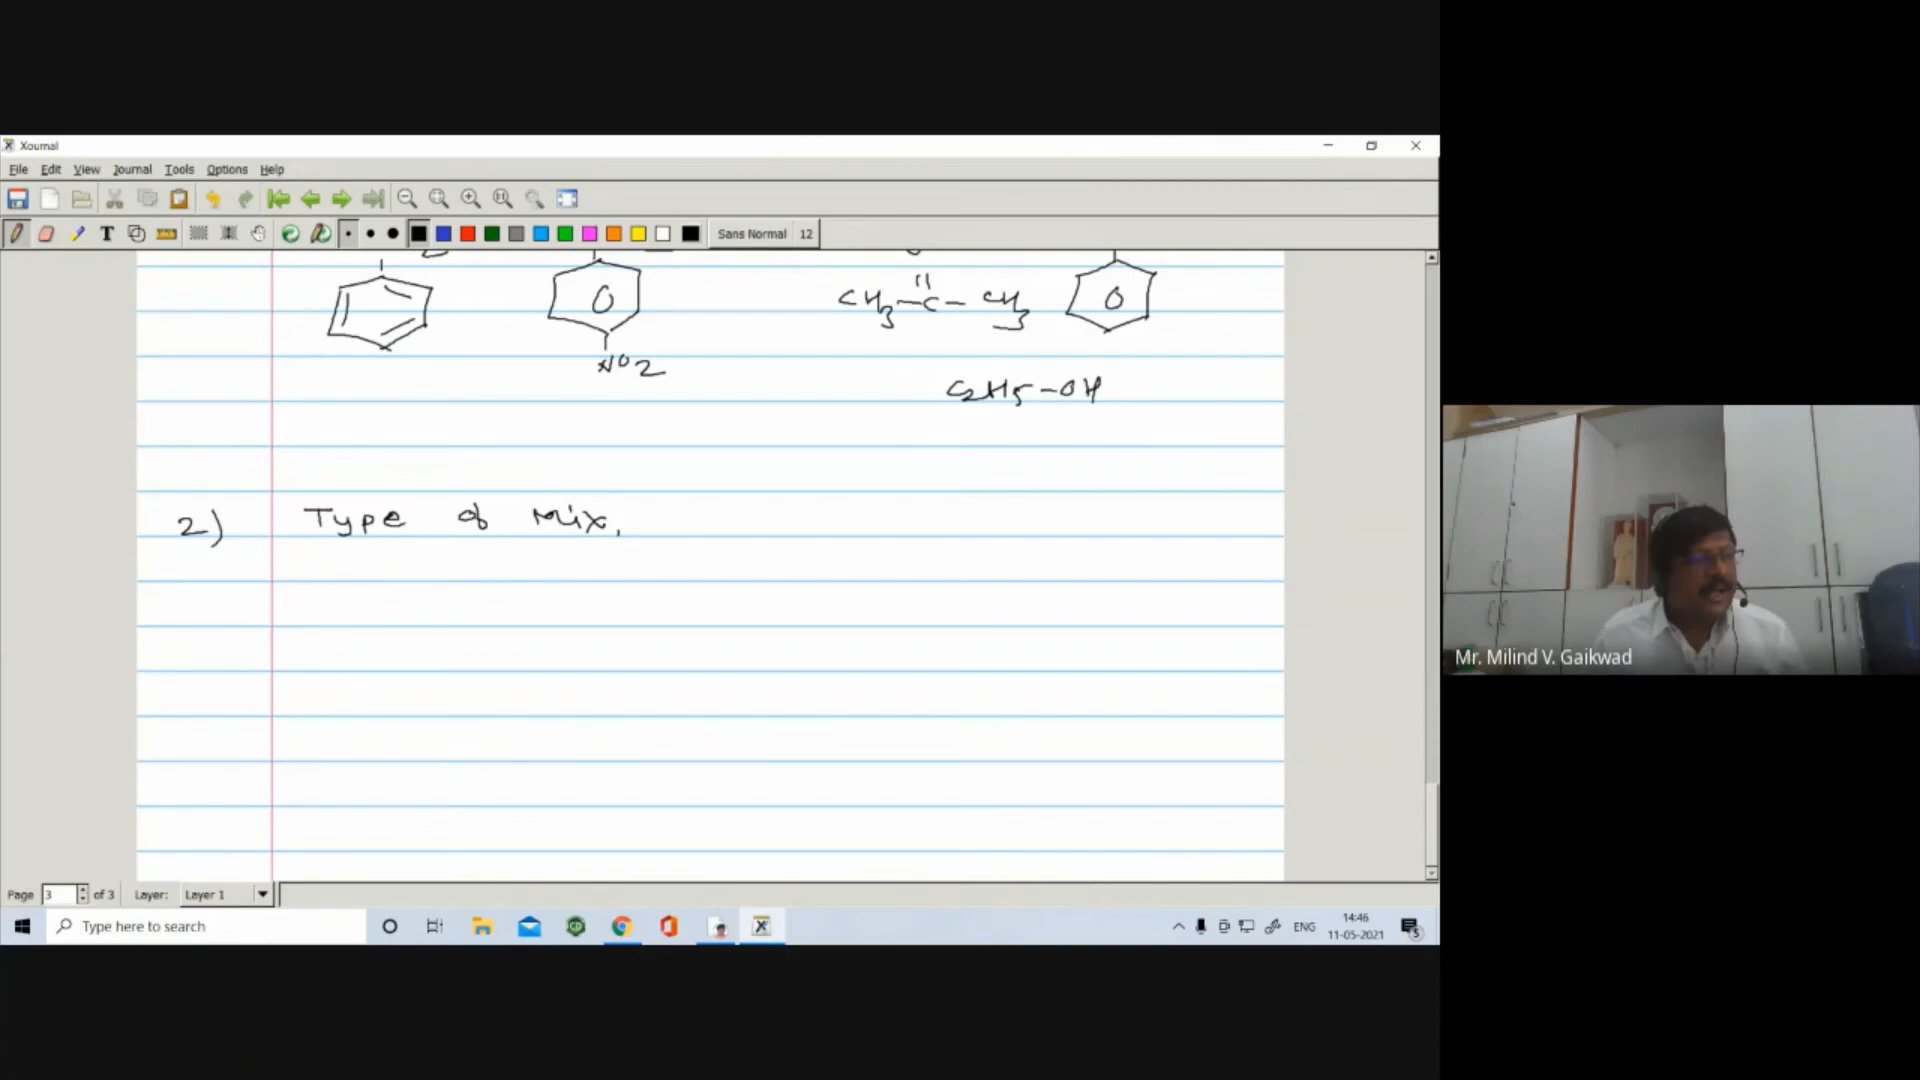 Xournal
File Edit View Journal Tools Options Help
T Sans Normal 12
CH3-C-CH3
NO2
C2H5-OH
2) Type of Mix.
Mr. Milind V. Gaikwad
Page 3 of 3 Layer: Layer 1
Type here to search
ENG
14:46
11-05-2021
5